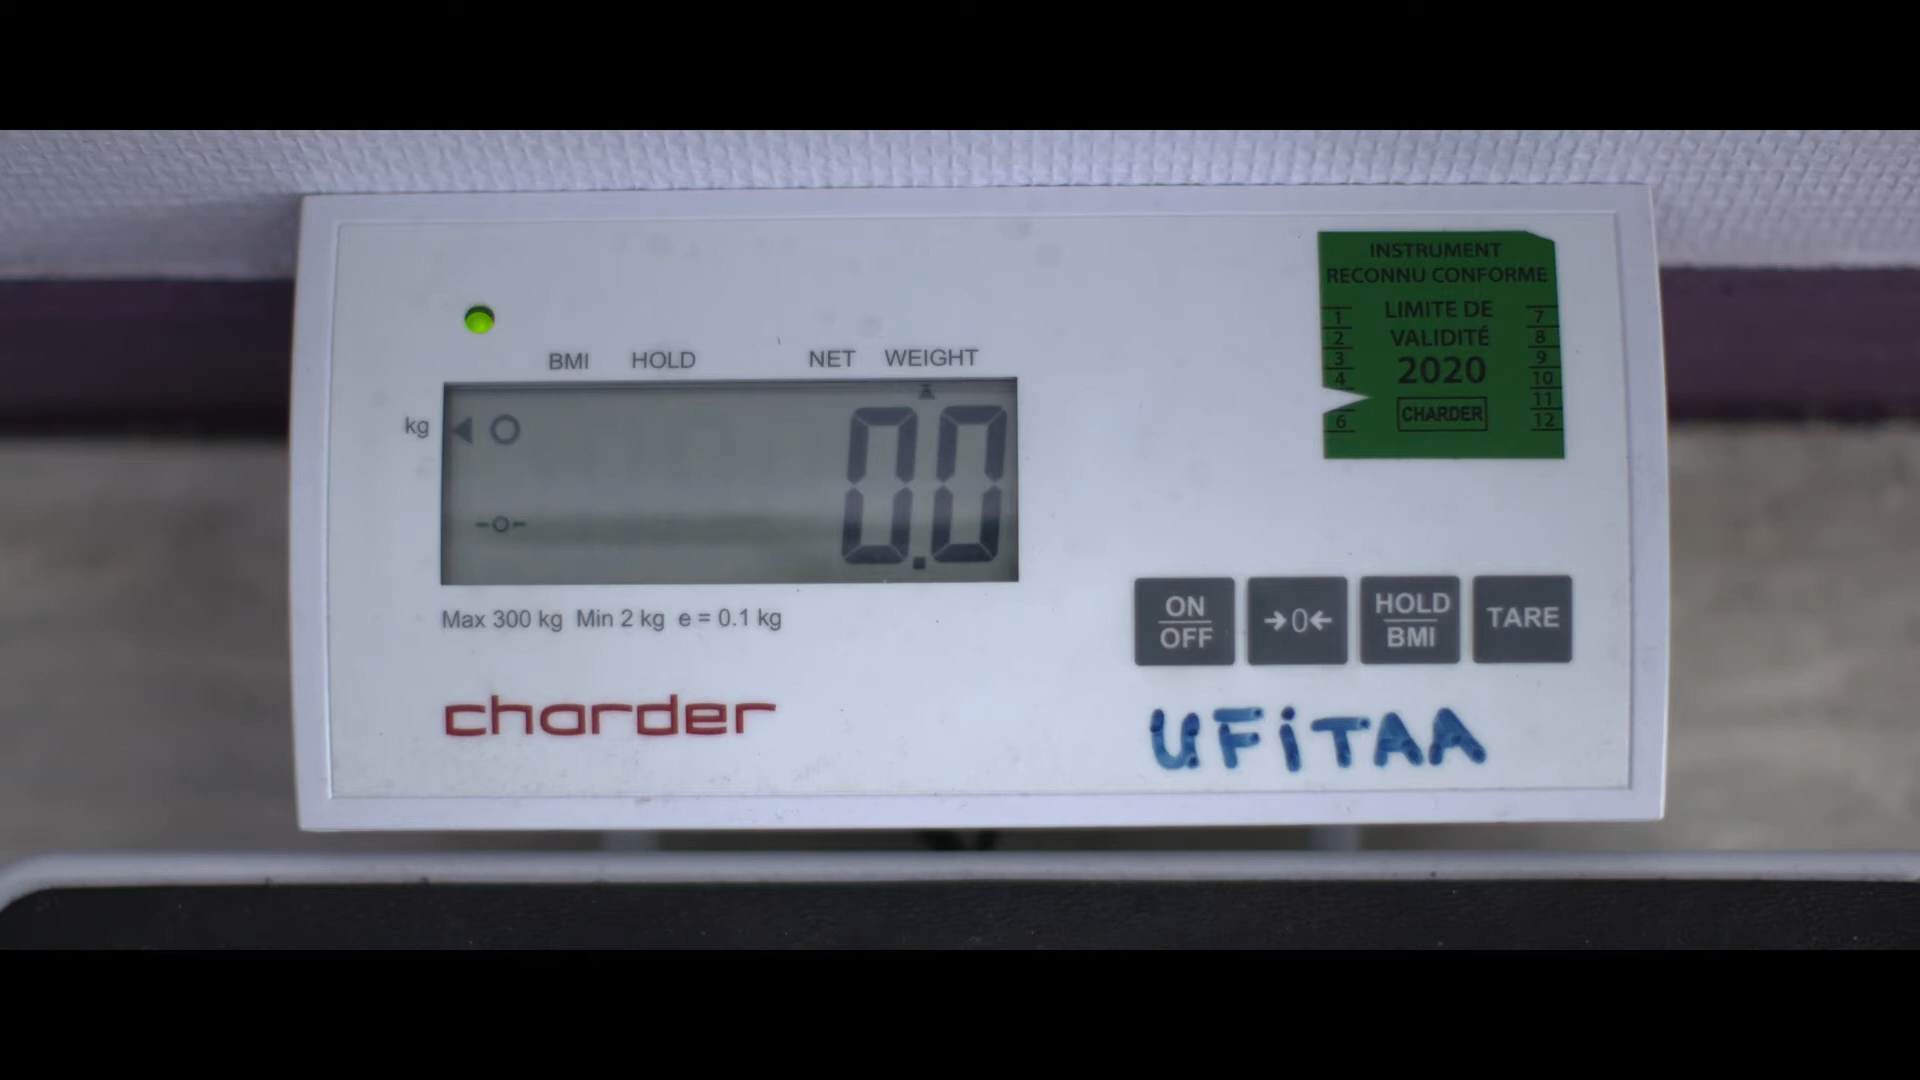 INSTRUMENT
RECONNU CONFORME
LIMITE DE
VALIDITÉ
2020
CHARDER
1
2
3
4
6
7
8
9
10
11
12
BMI HOLD NET WEIGHT
kg
0.0
Max 300 kg Min 2 kg e = 0.1 kg
ON
OFF
→0←
HOLD
BMI
TARE
charder
UFiTAA